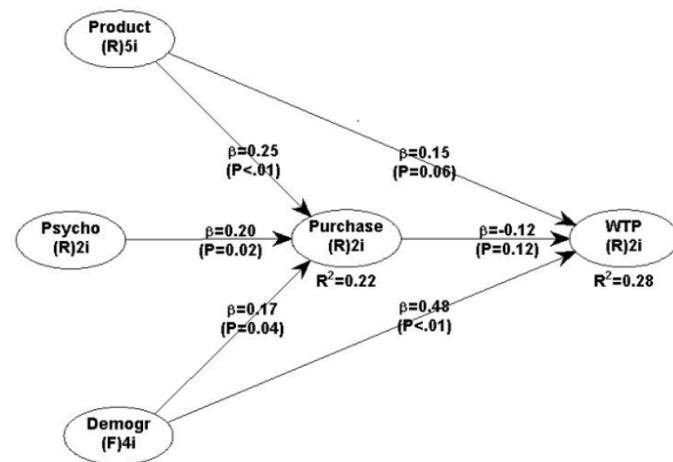 Product
(R)5i
β=0.25
(P<.01)
β=0.15
(P=0.06)
Psycho
(R)2i
β=0.20
(P=0.02)
Purchase
(R)2i
R²=0.22
β=-0.12
(P=0.12)
WTP
(R)2i
R²=0.28
β=0.17
(P=0.04)
β=0.48
(P<.01)
Demogr
(F)4i